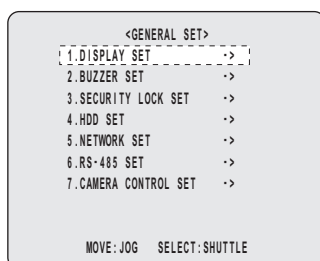 <GENERAL SET>
1.DISPLAY SET ->
2.BUZZER SET ->
3.SECURITY LOCK SET ->
4.HDD SET ->
5.NETWORK SET ->
6.RS-485 SET ->
7.CAMERA CONTROL SET ->
MOVE:JOG SELECT:SHUTTLE